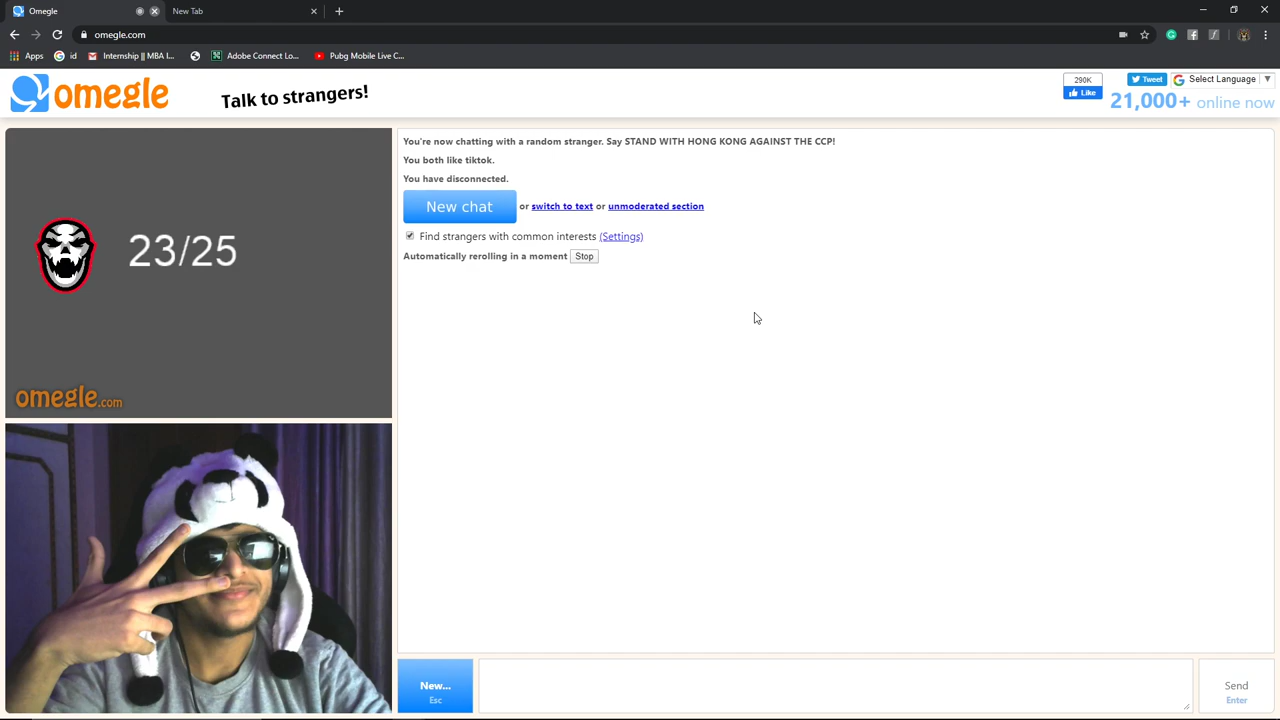 Omegle
New Tab
omegle.com
Apps
id
Internship || MBA I...
Adobe Connect Lo...
Pubg Mobile Live C...
omegle
Talk to strangers!
290K
Like
Tweet
Select Language
21,000+ online now
23/25
omegle.com
You're now chatting with a random stranger. Say STAND WITH HONG KONG AGAINST THE CCP!
You both like tiktok.
You have disconnected.
New chat or switch to text or unmoderated section
Find strangers with common interests (Settings)
Automatically rerolling in a moment Stop
New...
Esc
Send
Enter